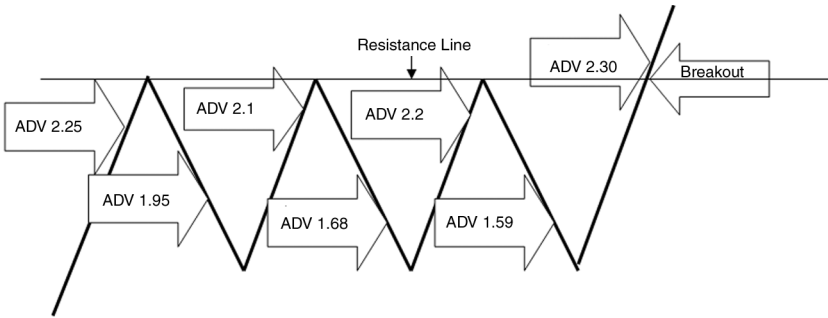 Resistance Line
ADV 2.30
Breakout
ADV 2.25
ADV 2.1
ADV 2.2
ADV 1.95
ADV 1.68
ADV 1.59